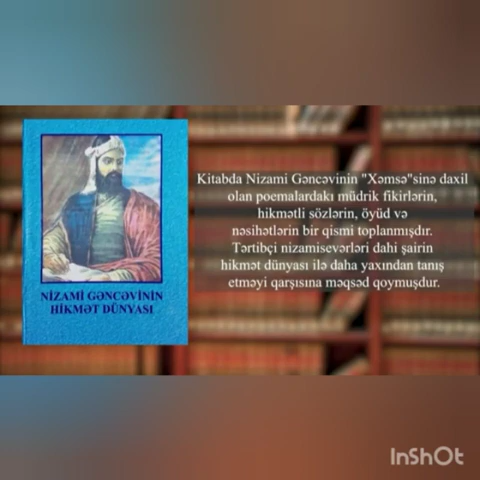 NİZAMİ GƏNCƏVİNİN
HİKMƏT DÜNYASI
Kitabda Nizami Gəncəvinin "Xəmsə"sinə daxil
olan poemalardakı müdrik fikirlərin,
hikmətli sözlərin, öyüd və
nəsihətlərin bir qismi toplanmışdır.
Tərtibçi nizamisevərləri dahi şairin
hikmət dünyası ilə daha yaxından tanış
etməyi qarşısına məqsəd qoymuşdur.
InShOt